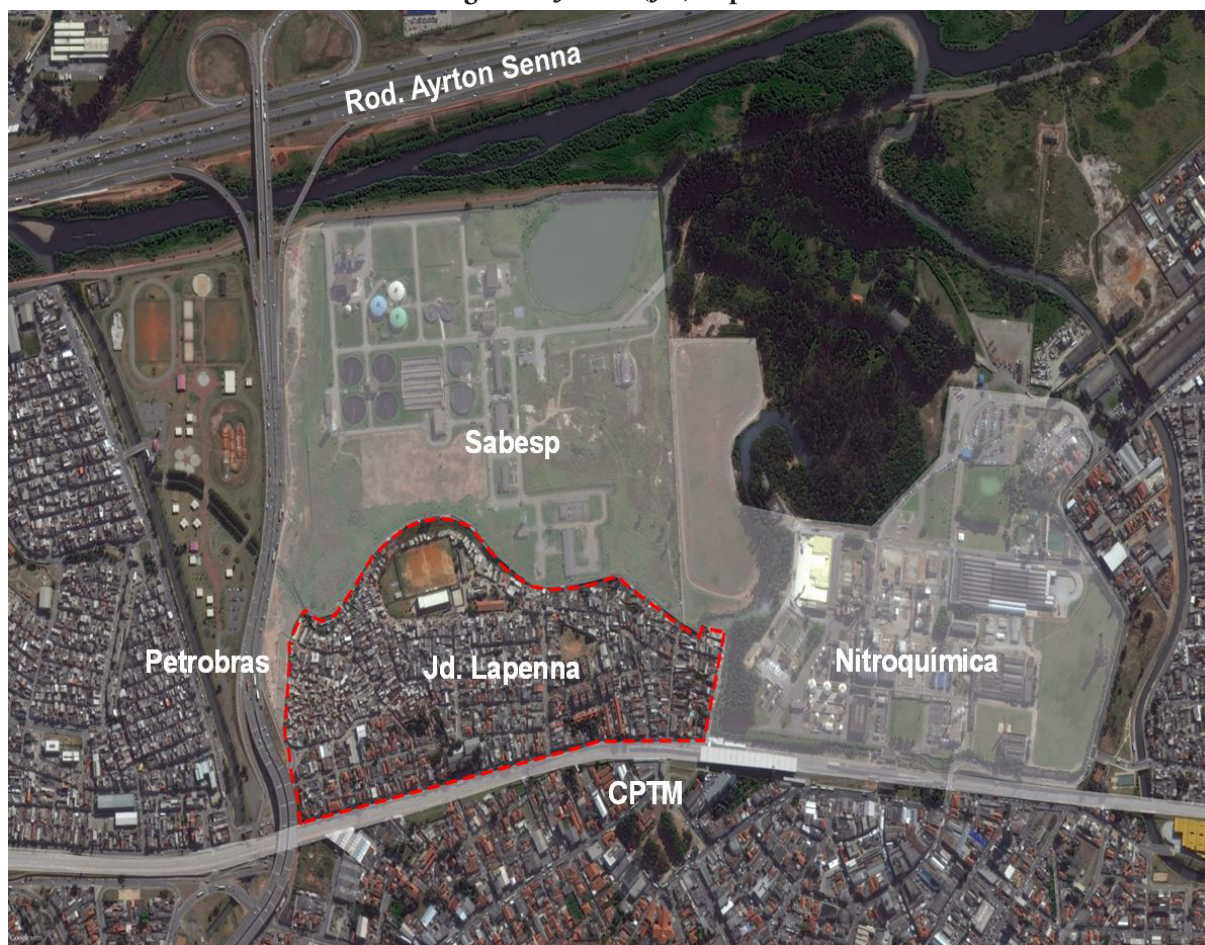 Rod. Ayrton Senna
Sabesp
Petrobras
Jd. Lapenna
Nitroquímica
CPTM